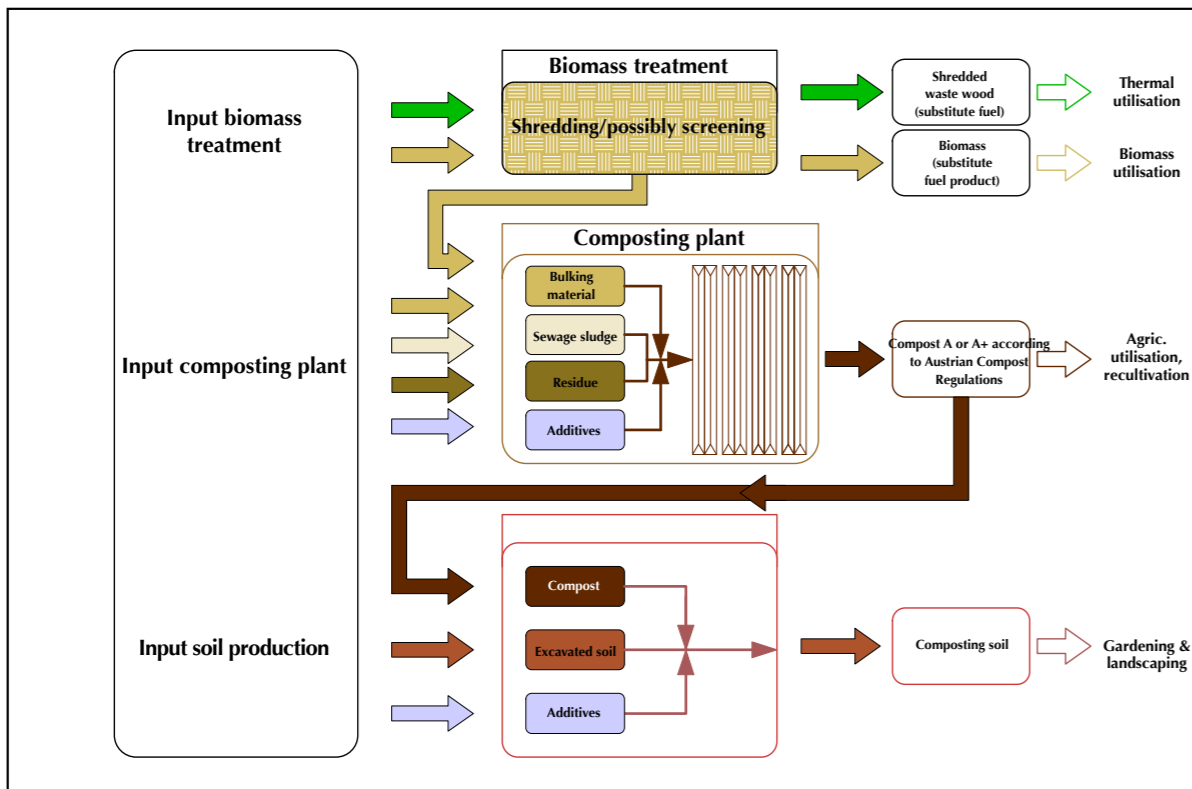 Input biomass
treatment
Biomass treatment
Shredding/possibly screening
Shredded
waste wood
(substitute fuel)
Thermal
utilisation
Biomass
(substitute
fuel product)
Biomass
utilisation
Input composting plant
Composting plant
Bulking
material
Sewage sludge
Residue
Additives
Compost A or A+ according
to Austrian Compost
Regulations
Agric.
utilisation,
recultivation
Input soil production
Compost
Excavated soil
Additives
Composting soil
Gardening &
landscaping